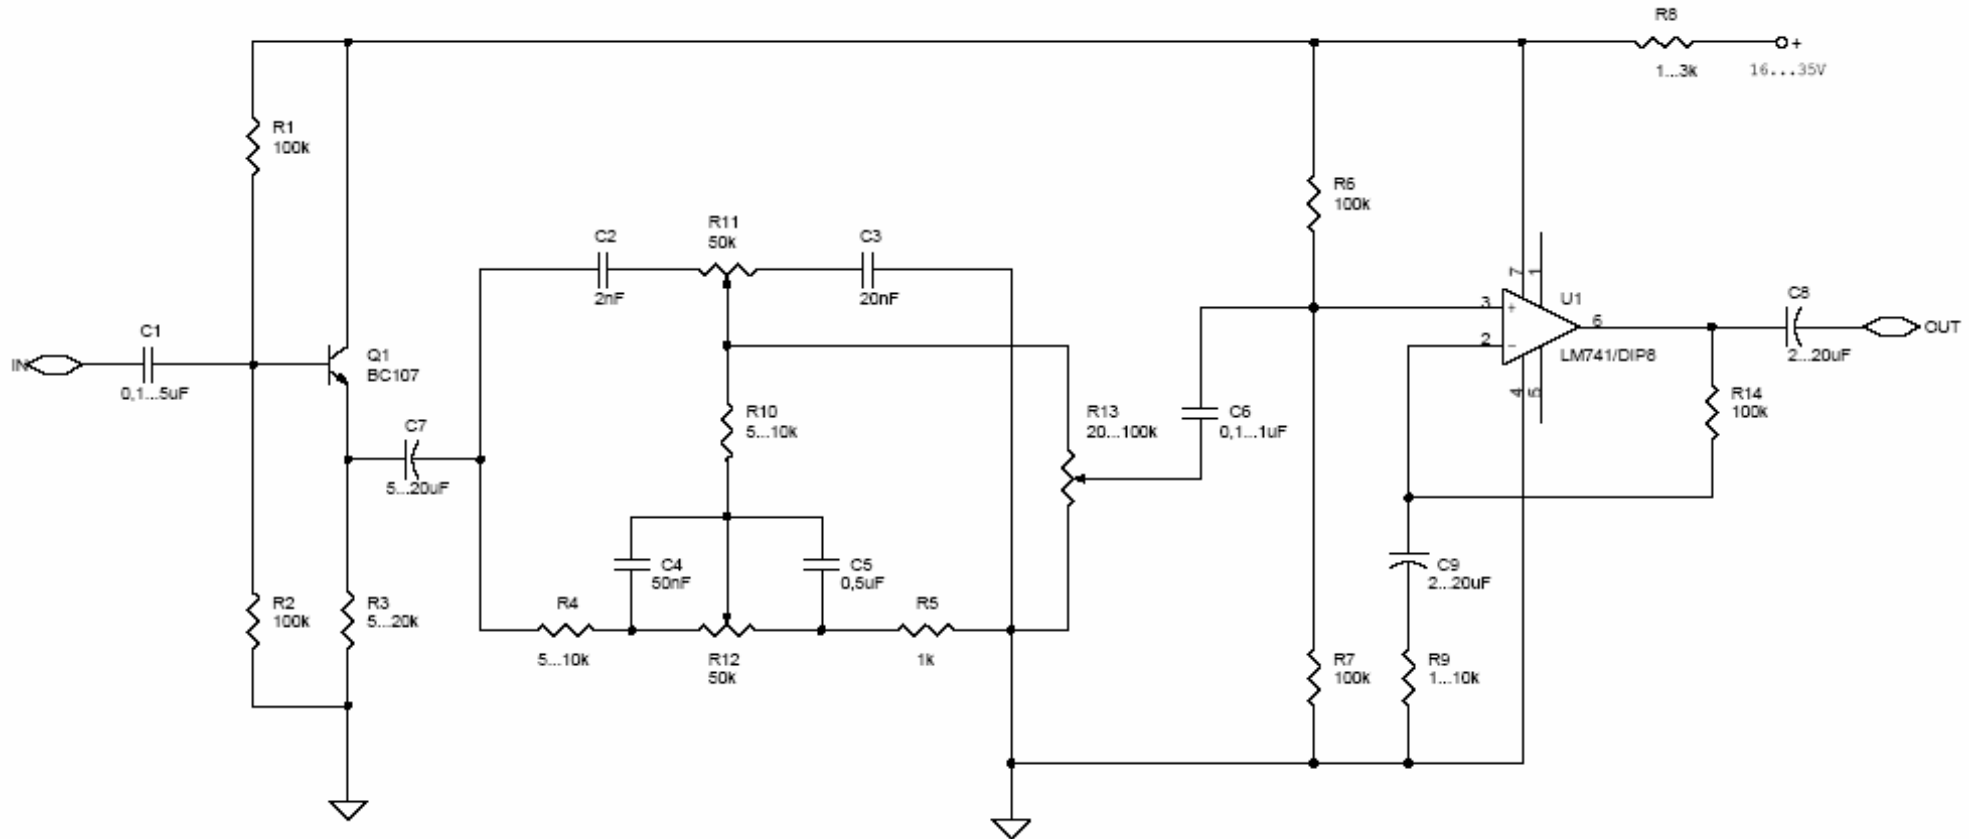 R8
1...3k
16...35V
+
R1
100k
R6
100k
R11
50k
C2
2nF
C3
20nF
7
1
3
+
2
−
U1
6
LM741/DIP8
4
5
C8
2...20uF
OUT
IN
C1
0,1...5uF
Q1
BC107
R14
100k
R10
5...10k
R13
20...100k
C6
0,1...1uF
C7
5...20uF
C4
50nF
C5
0,5uF
C9
2...20uF
R2
100k
R3
5...20k
R4
5...10k
R12
50k
R5
1k
R7
100k
R9
1...10k